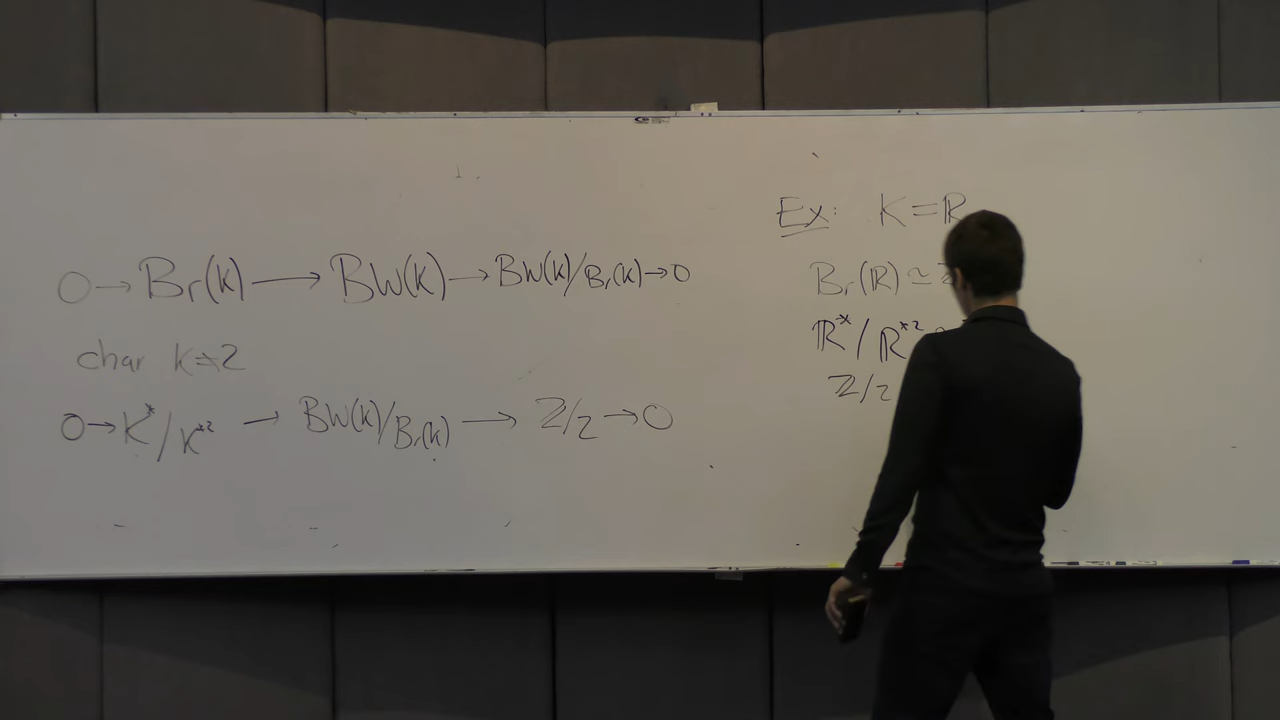 0→Br(k)→BW(k)→BW(k)/Br(k)→0
char k≠2
0→K*/K*²→BW(k)/Br(k)→Z/2→0
Ex: K=ℝ
Br(ℝ)≃
ℝ*/ℝ*²
Z/2